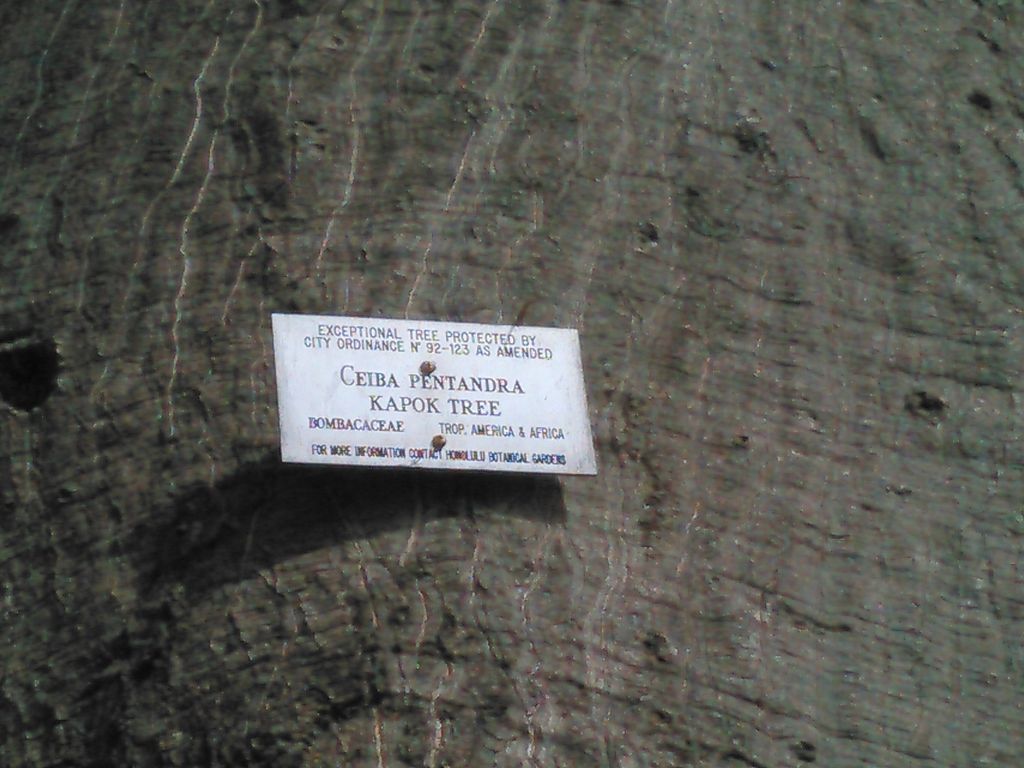 EXCEPTIONAL TREE PROTECTED BY
CITY ORDINANCE Nº 92-123 AS AMENDED
CEIBA PENTANDRA
KAPOK TREE
BOMBACACEAE TROP. AMERICA & AFRICA
FOR MORE INFORMATION CONTACT HONOLULU BOTANICAL GARDENS